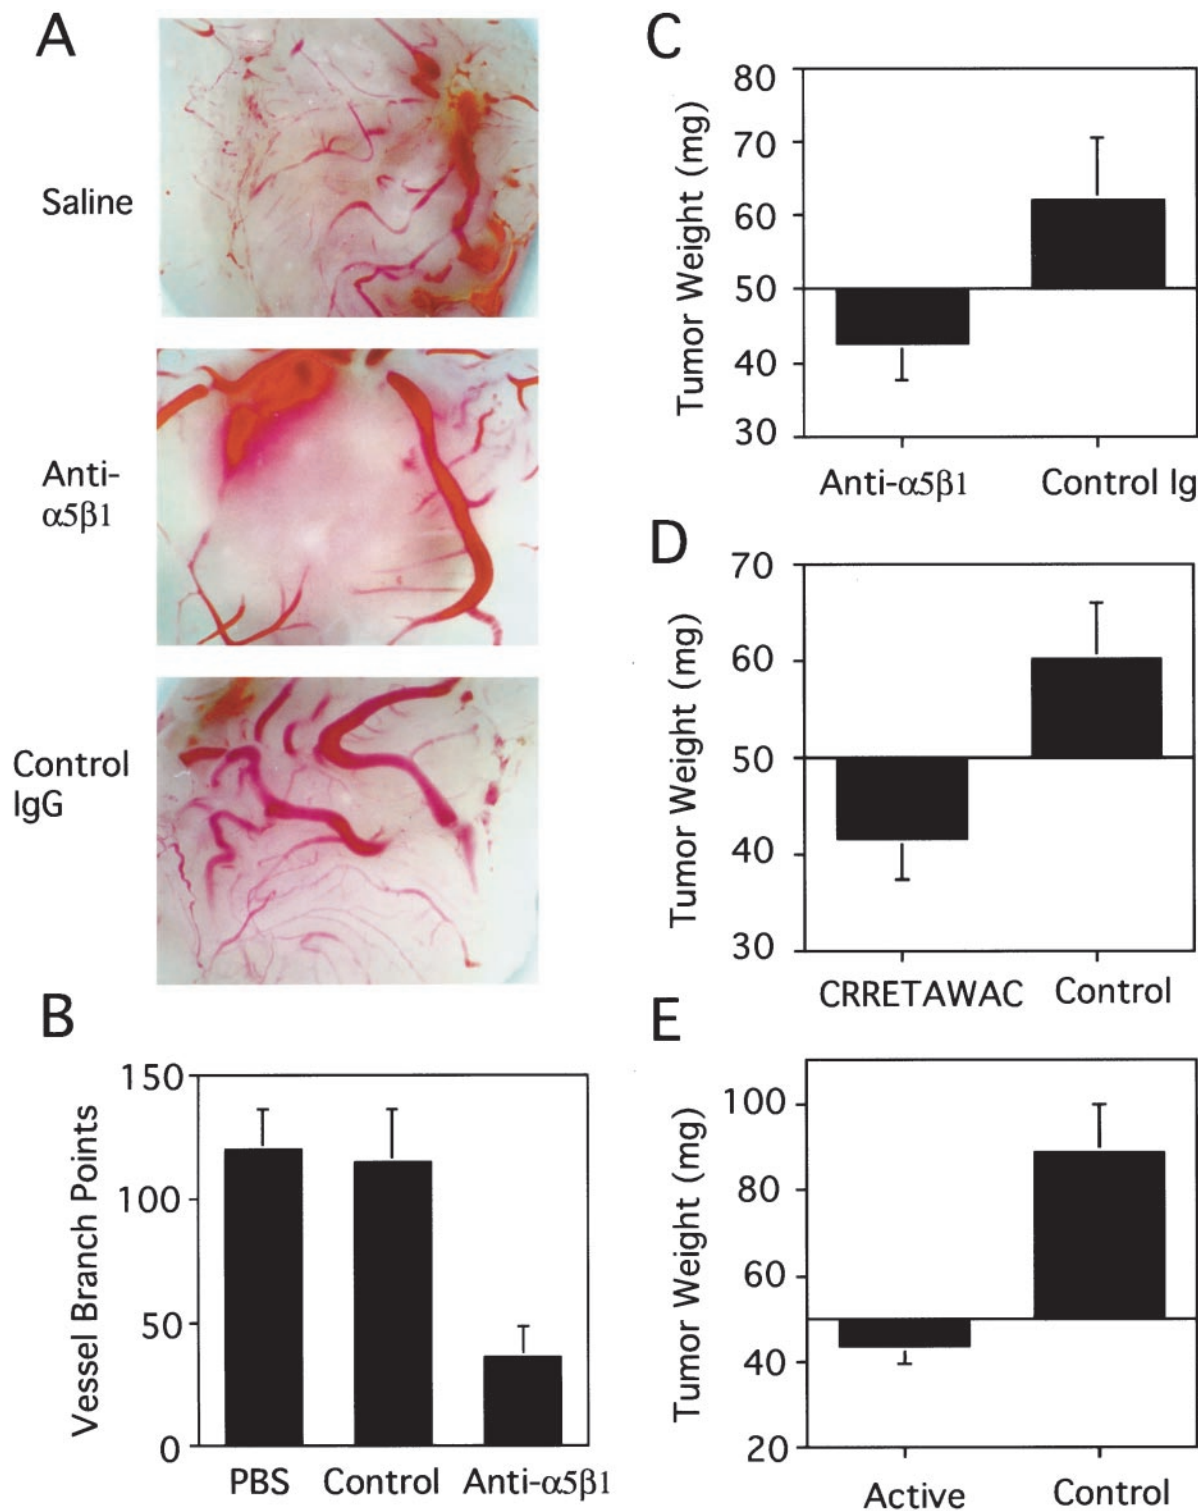 A
Saline
Anti-
α5β1
Control
IgG
B
Vessel Branch Points
150
100
50
0
PBS Control Anti-α5β1
C
Tumor Weight (mg)
80
70
60
50
40
30
Anti-α5β1 Control Ig
D
Tumor Weight (mg)
70
60
50
40
30
CRRETAWAC Control
E
Tumor Weight (mg)
100
80
60
40
20
Active Control